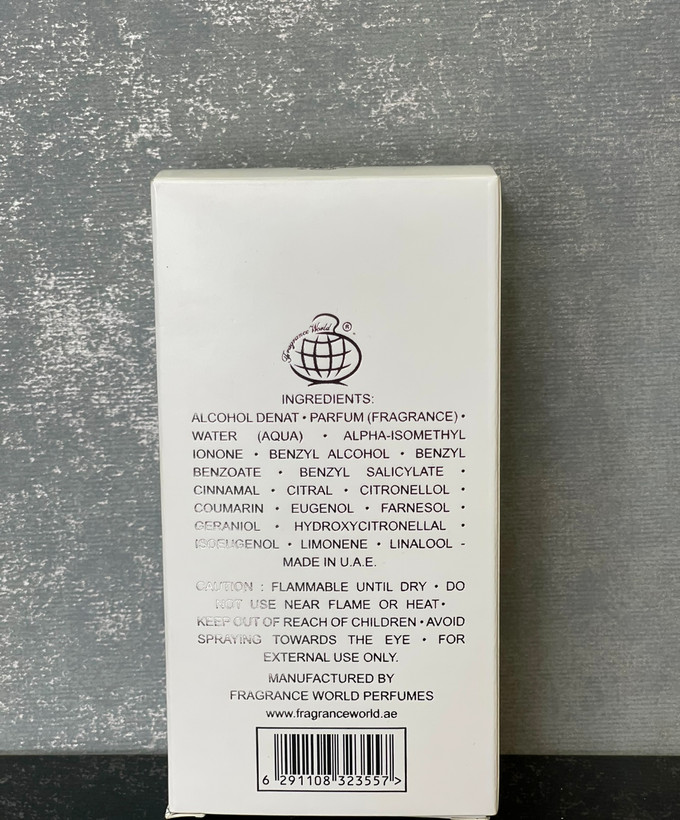 Fragrance World ®
INGREDIENTS:
ALCOHOL DENAT • PARFUM (FRAGRANCE) •
WATER (AQUA) • ALPHA-ISOMETHYL
IONONE • BENZYL ALCOHOL • BENZYL
BENZOATE • BENZYL SALICYLATE •
CINNAMAL • CITRAL • CITRONELLOL •
COUMARIN • EUGENOL • FARNESOL •
GERANIOL • HYDROXYCITRONELLAL •
ISOEUGENOL • LIMONENE • LINALOOL -
MADE IN U.A.E.
CAUTION : FLAMMABLE UNTIL DRY • DO
NOT USE NEAR FLAME OR HEAT•
KEEP OUT OF REACH OF CHILDREN • AVOID
SPRAYING TOWARDS THE EYE • FOR
EXTERNAL USE ONLY.
MANUFACTURED BY
FRAGRANCE WORLD PERFUMES
www.fragranceworld.ae
6 291108 323557 >